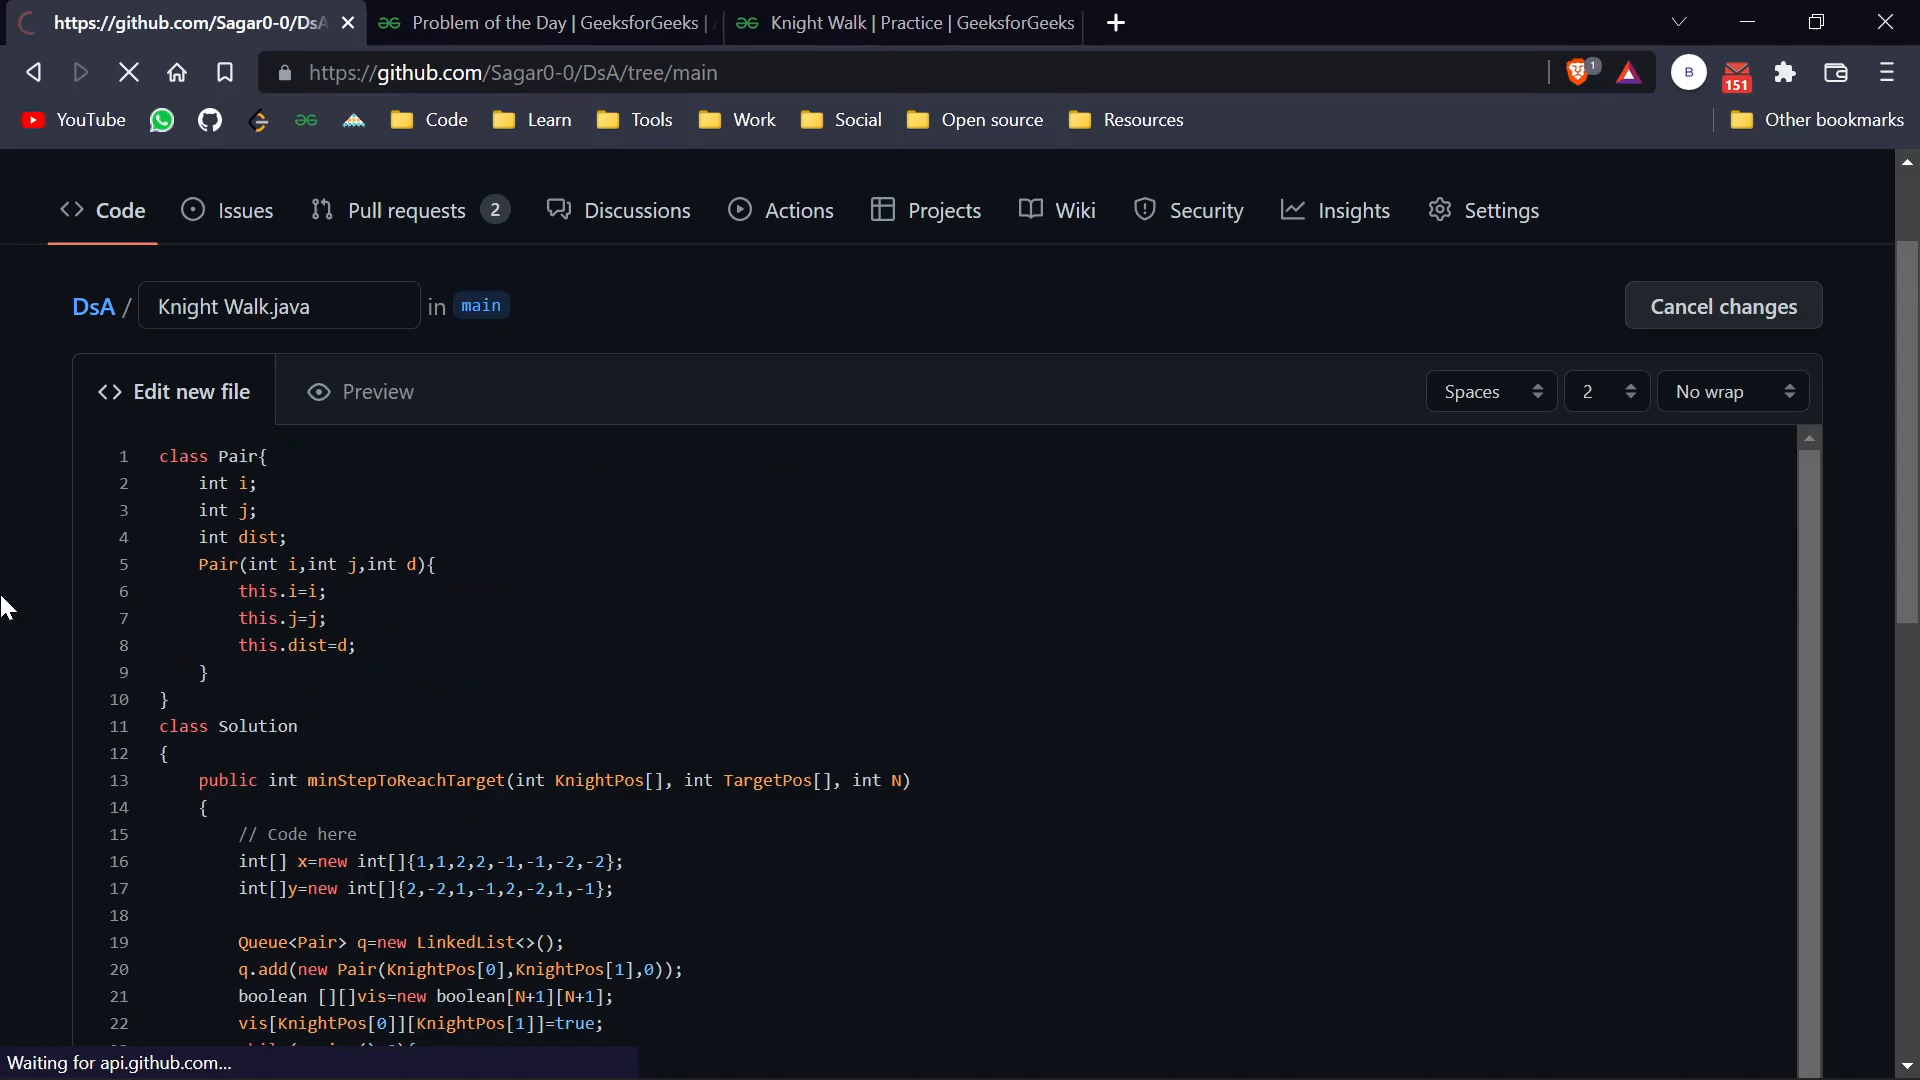 https://github.com/Sagar0-0/DsA
Problem of the Day | GeeksforGeeks |
Knight Walk | Practice | GeeksforGeeks
https://github.com/Sagar0-0/DsA/tree/main
1
B
151
YouTube
Code
Learn
Tools
Work
Social
Open source
Resources
Other bookmarks
Code
Issues
Pull requests 2
Discussions
Actions
Projects
Wiki
Security
Insights
Settings
DsA / Knight Walk.java in main
Cancel changes
Edit new file
Preview
Spaces
2
No wrap
1 class Pair{
2 int i;
3 int j;
4 int dist;
5 Pair(int i,int j,int d){
6 this.i=i;
7 this.j=j;
8 this.dist=d;
9 }
10 }
11 class Solution
12 {
13 public int minStepToReachTarget(int KnightPos[], int TargetPos[], int N)
14 {
15 // Code here
16 int[] x=new int[]{1,1,2,2,-1,-1,-2,-2};
17 int[]y=new int[]{2,-2,1,-1,2,-2,1,-1};
18
19 Queue<Pair> q=new LinkedList<>();
20 q.add(new Pair(KnightPos[0],KnightPos[1],0));
21 boolean [][]vis=new boolean[N+1][N+1];
22 vis[KnightPos[0]][KnightPos[1]]=true;
Waiting for api.github.com...